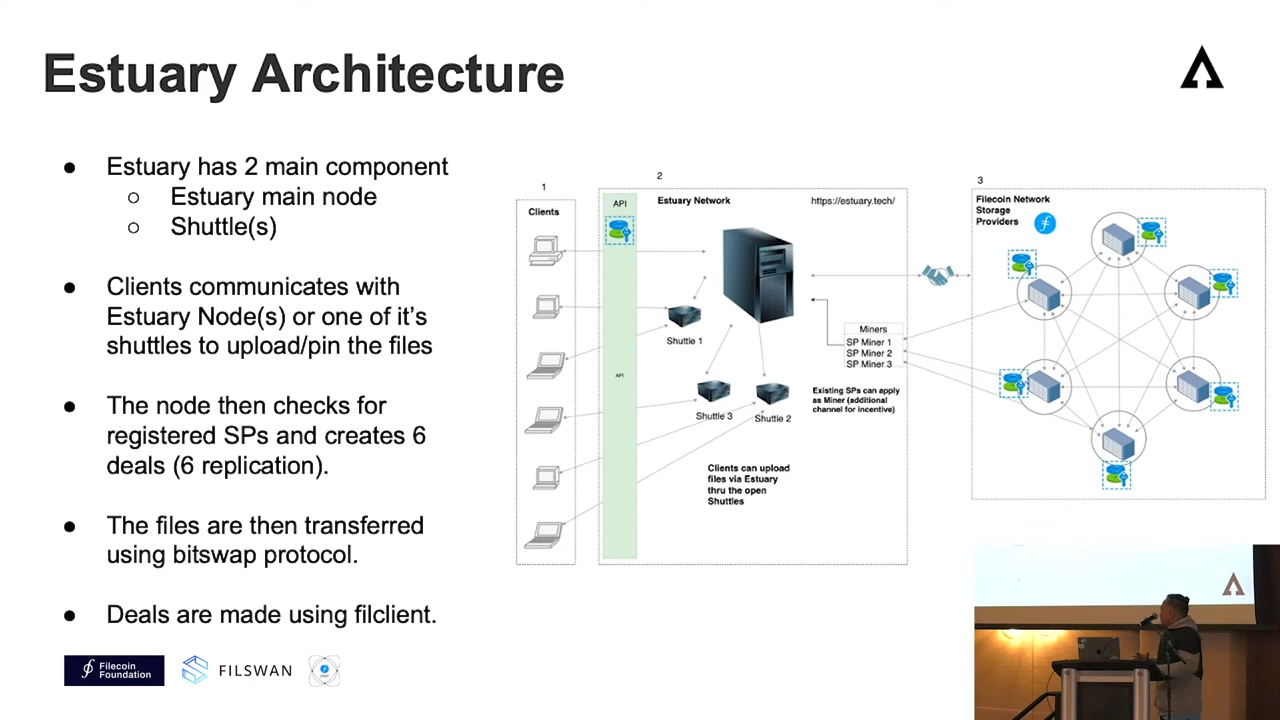 Estuary Architecture
● Estuary has 2 main component
○ Estuary main node
○ Shuttle(s)
● Clients communicates with
Estuary Node(s) or one of it's
shuttles to upload/pin the files
● The node then checks for
registered SPs and creates 6
deals (6 replication).
● The files are then transferred
using bitswap protocol.
● Deals are made using filclient.
Filecoin
Foundation
FILSWAN
1
Clients
2
API
Estuary Network
https://estuary.tech/
API
Shuttle 1
Shuttle 3
Shuttle 2
Miners
SP Miner 1
SP Miner 2
SP Miner 3
Existing SPs can apply
as Miner (additional
channel for incentive)
Clients can upload
files via Estuary
thru the open
Shuttles
3
Filecoin Network
Storage
Providers